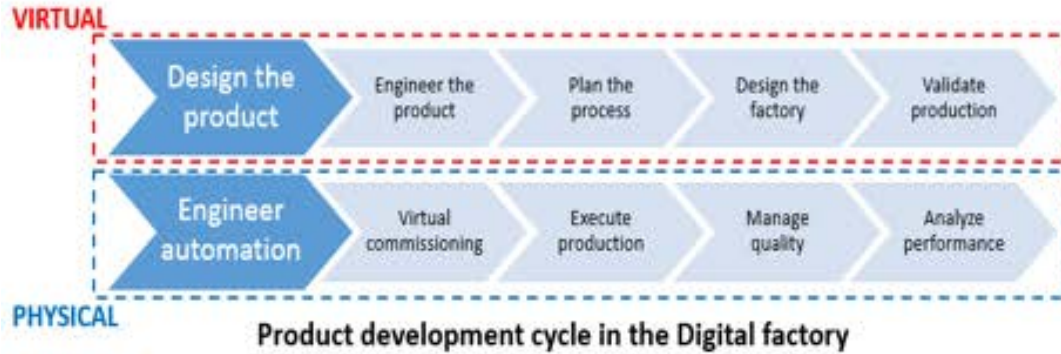 VIRTUAL
Design the
product
Engineer the
product
Plan the
process
Design the
factory
Validate
production
Engineer
automation
Virtual
commissioning
Execute
production
Manage
quality
Analyze
performance
PHYSICAL
Product development cycle in the Digital factory